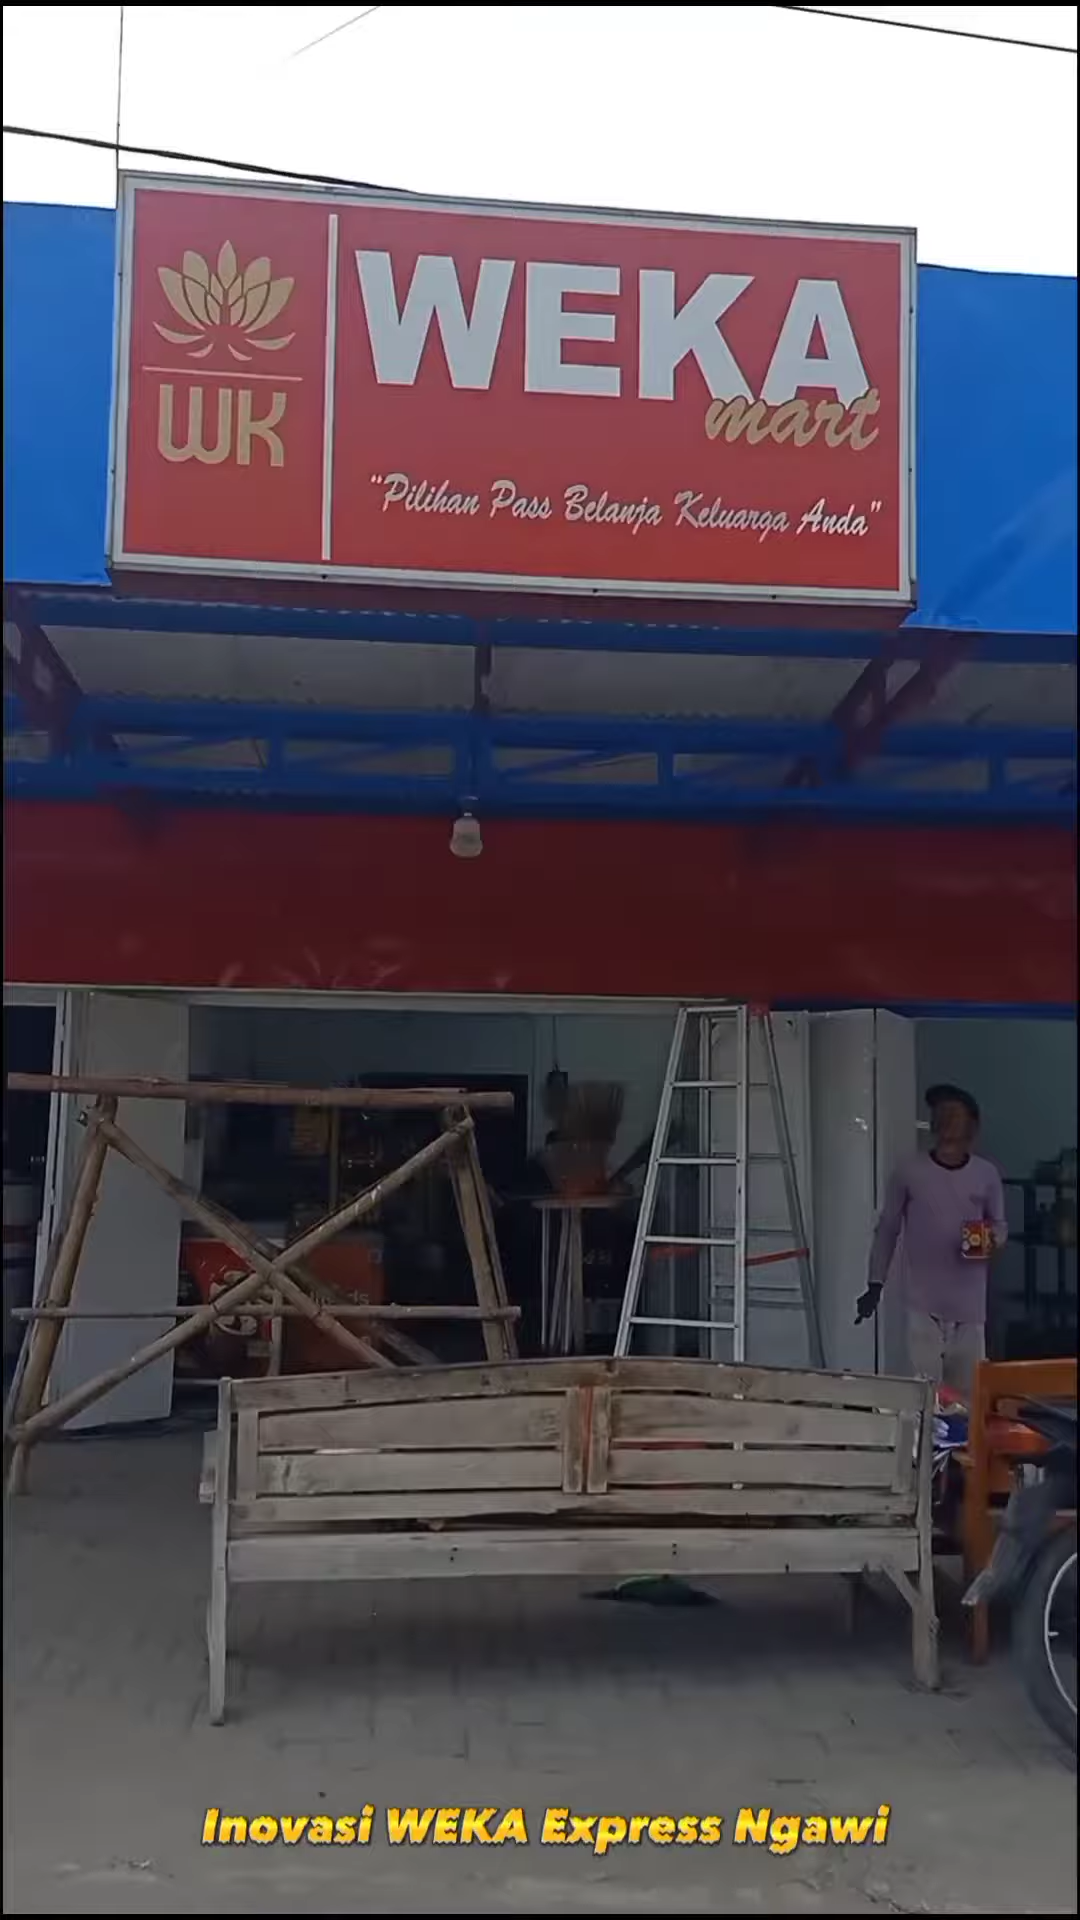 WK
WEKA
mart
"Pilihan Pass Belanja Keluarga Anda"
Inovasi WEKA Express Ngawi